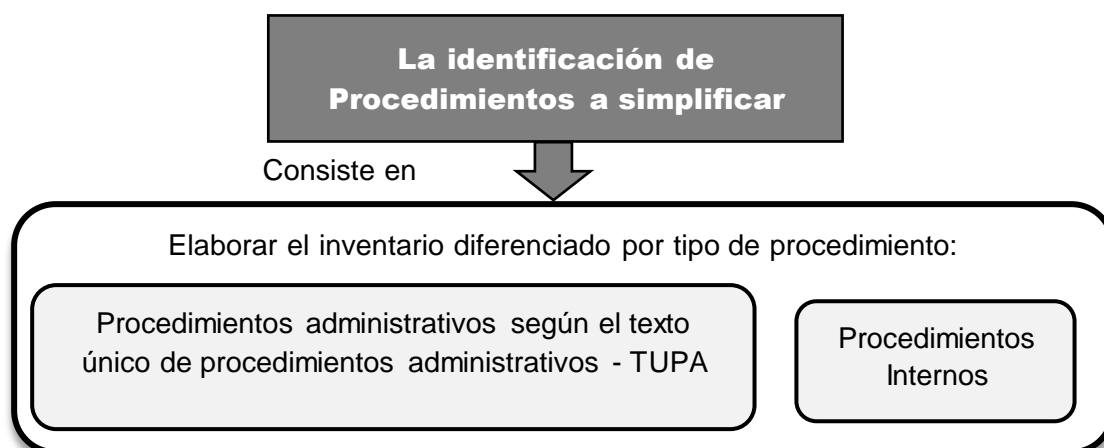 La identificación de
Procedimientos a simplificar
Consiste en
Elaborar el inventario diferenciado por tipo de procedimiento:
Procedimientos administrativos según el texto
único de procedimientos administrativos - TUPA
Procedimientos
Internos